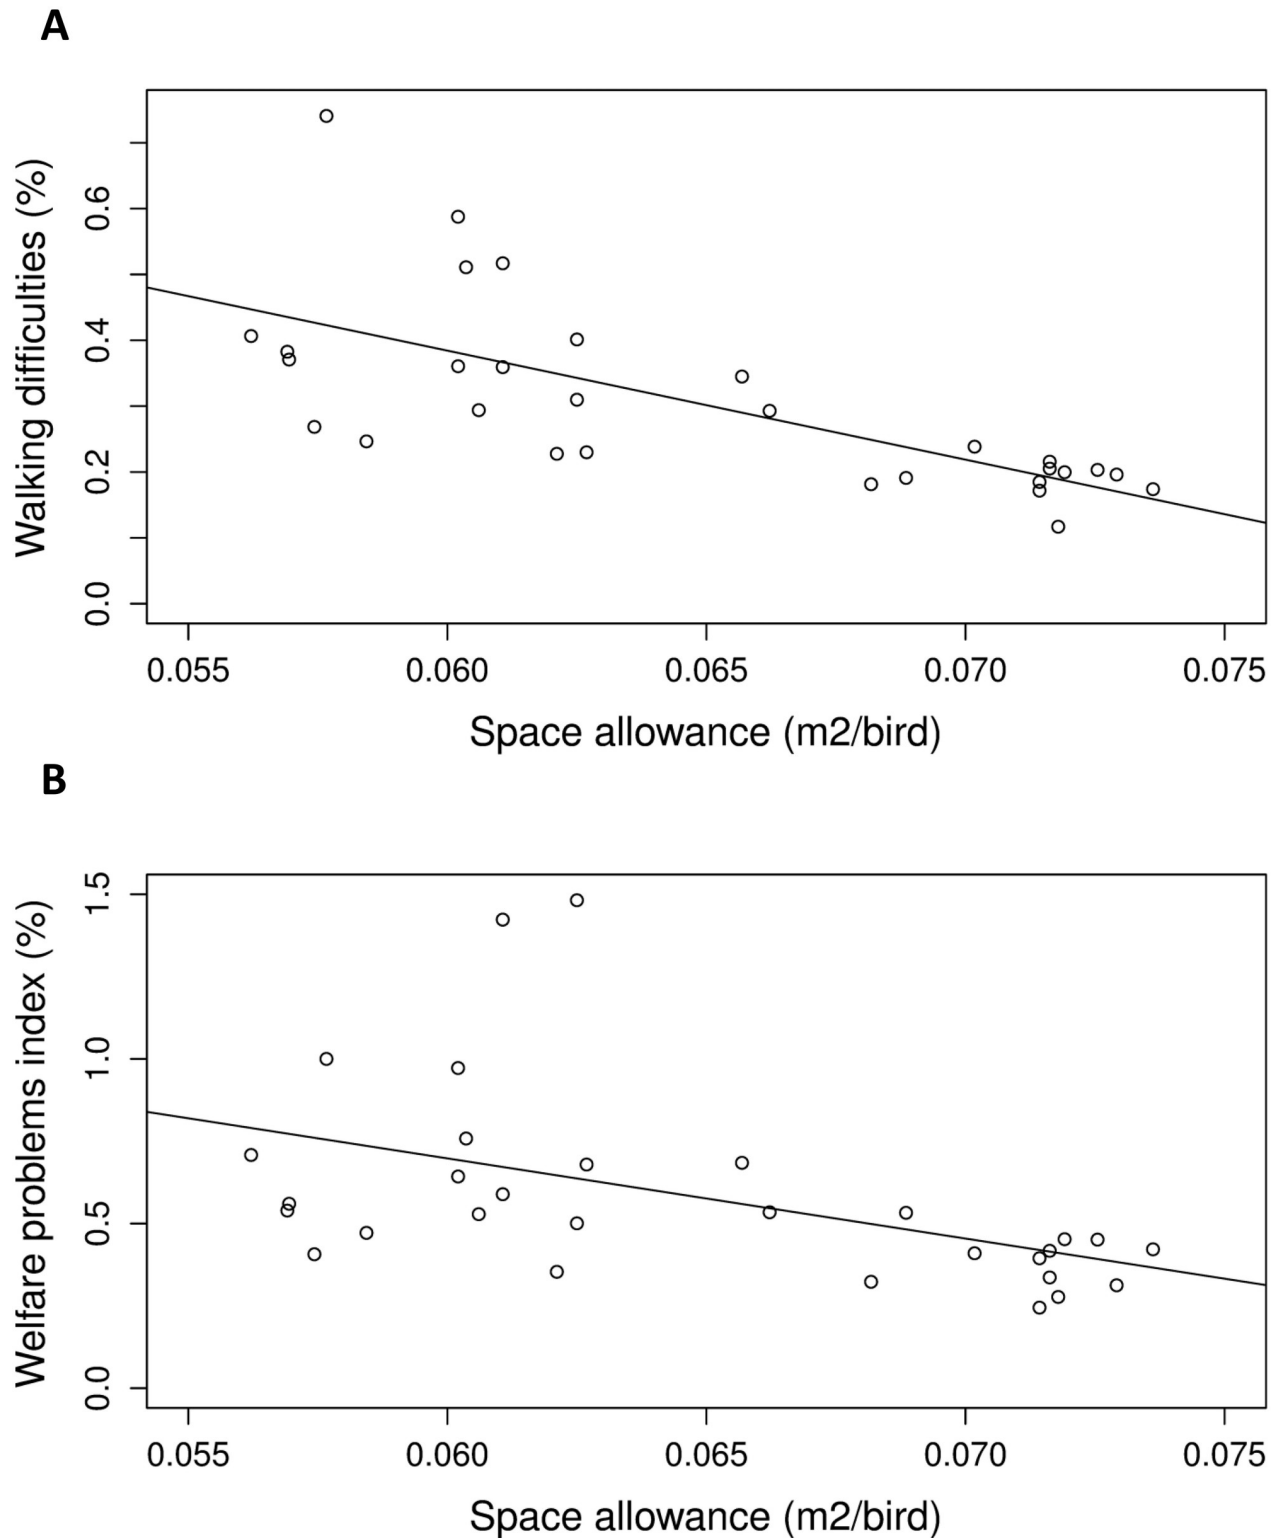 A
Walking difficulties (%)
0.6
0.4
0.2
0.0
0.055 0.060 0.065 0.070 0.075
Space allowance (m2/bird)
B
Welfare problems index (%)
1.5
1.0
0.5
0.0
0.055 0.060 0.065 0.070 0.075
Space allowance (m2/bird)